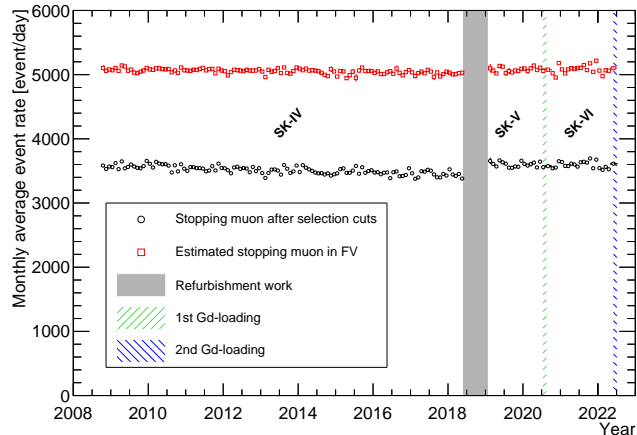 Monthly average event rate [event/day]
6000
5000
4000
3000
2000
1000
0
SK-IV
SK-V
SK-VI
Stopping muon after selection cuts
Estimated stopping muon in FV
Refurbishment work
1st Gd-loading
2nd Gd-loading
2008 2010 2012 2014 2016 2018 2020 2022
Year